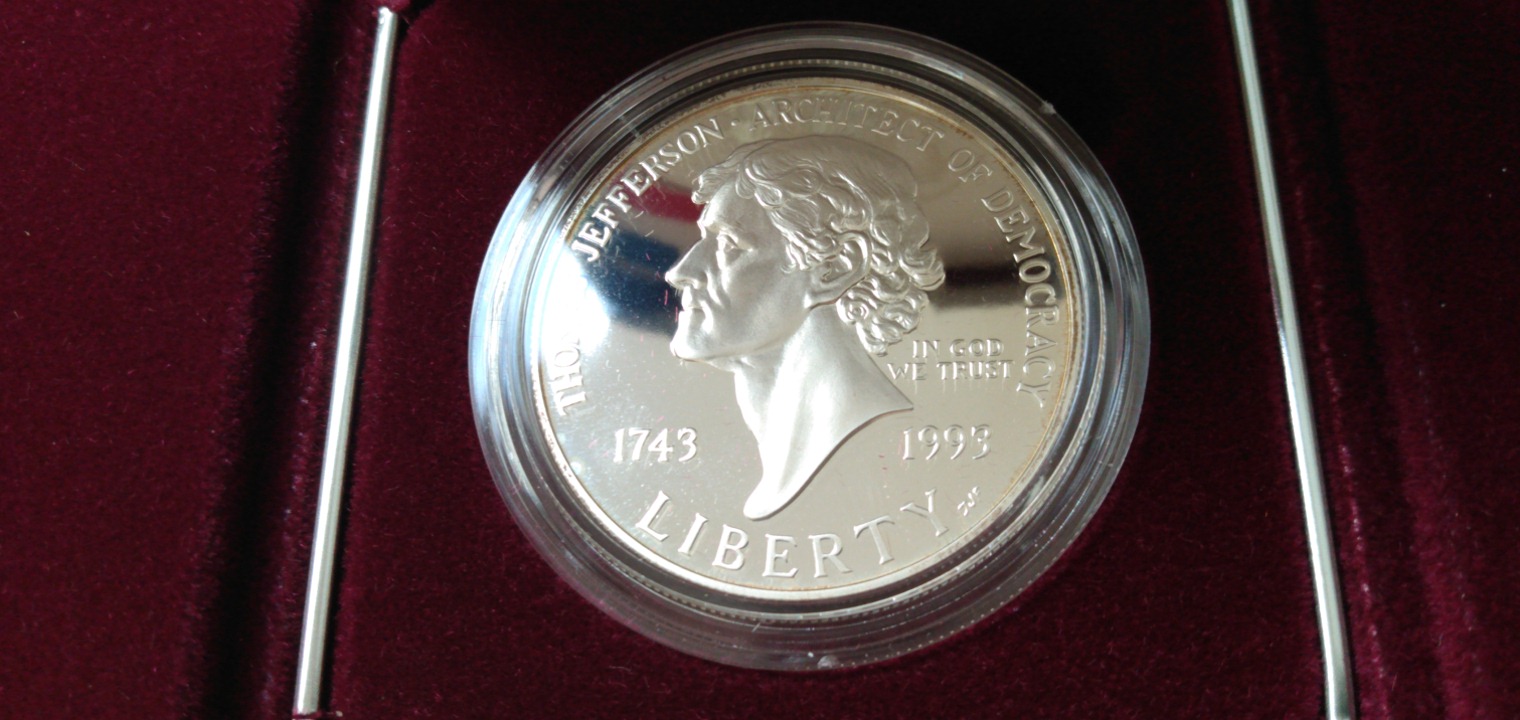 JEFFERSON · ARCHITECT OF DEMOCRACY
IN GOD
WE TRUST
1743
1993
LIBERTY